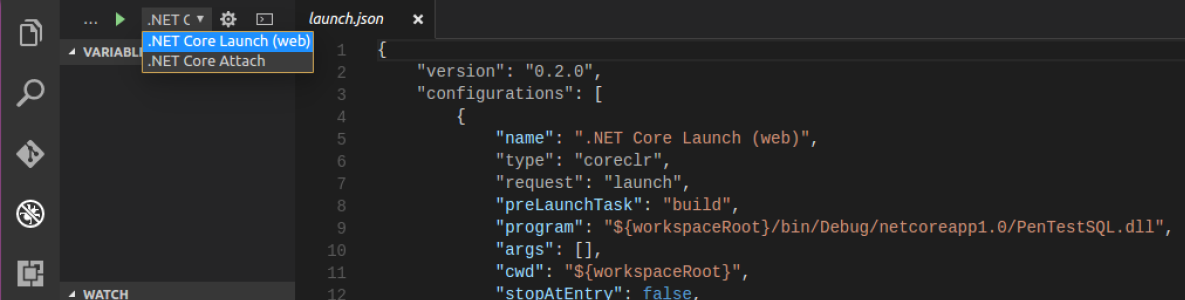 ... .NET C launch.json
.NET Core Launch (web)
.NET Core Attach
VARIABL
WATCH
1 {
2 "version": "0.2.0",
3 "configurations": [
4 {
5 "name": ".NET Core Launch (web)",
6 "type": "coreclr",
7 "request": "launch",
8 "preLaunchTask": "build",
9 "program": "${workspaceRoot}/bin/Debug/netcoreapp1.0/PenTestSQL.dll",
10 "args": [],
11 "cwd": "${workspaceRoot}",
12 "stopAtEntry": false,